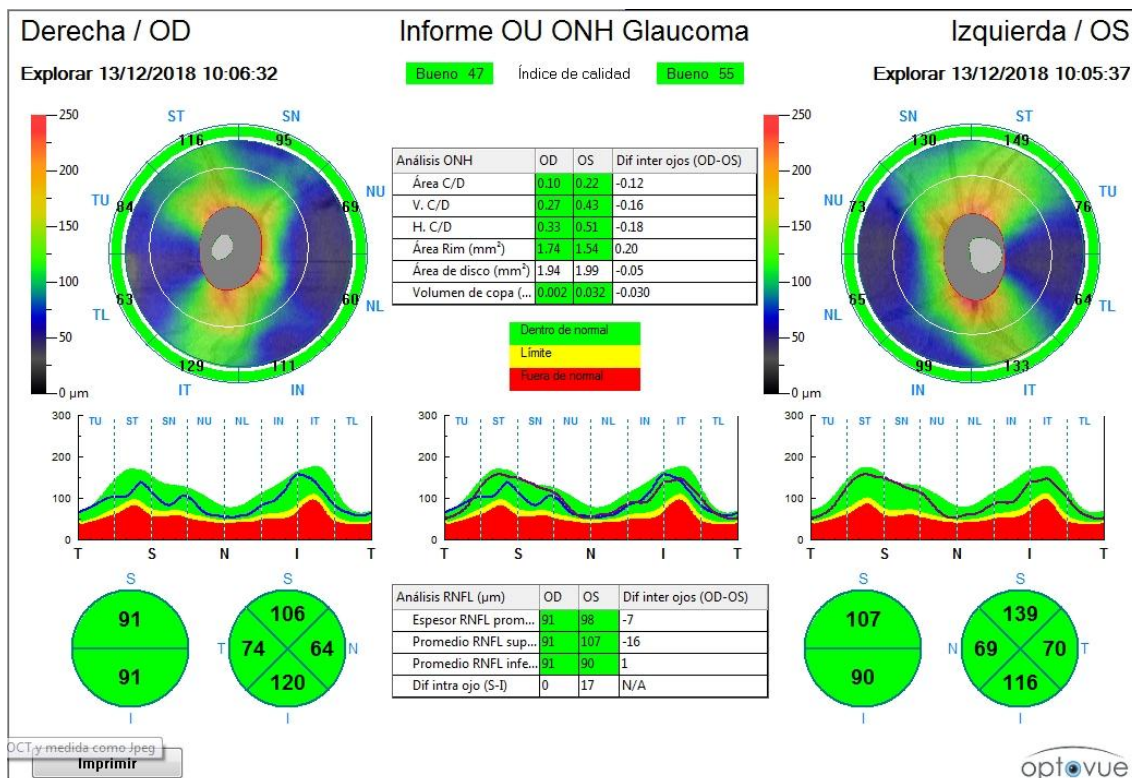 Derecha / OD Informe OU ONH Glaucoma Izquierda / OS
Explorar 13/12/2018 10:06:32 Bueno 47 Índice de calidad Bueno 55 Explorar 13/12/2018 10:05:37
250 200 150 100 50 0 µm
ST SN NU NL IN IT TL TU
116 95 69 60 111 129 63 84
Análisis ONH OD OS Dif inter ojos (OD-OS)
Área C/D 0.10 0.22 -0.12
V. C/D 0.27 0.43 -0.16
H. C/D 0.33 0.51 -0.18
Área Rim (mm²) 1.74 1.54 0.20
Área de disco (mm²) 1.94 1.99 -0.05
Volumen de copa (... 0.002 0.032 -0.030
Dentro de normal
Límite
Fuera de normal
250 200 150 100 50 0 µm
SN ST TU TL IT IN NL NU
130 149 76 64 133 99 65 73
300 200 100 0
TU ST SN NU NL IN IT TL
T S N I T
300 200 100 0
TU ST SN NU NL IN IT TL
T S N I T
300 200 100 0
TU ST SN NU NL IN IT TL
T S N I T
S
91
91
I
S
106
T 74 64 N
120
I
Análisis RNFL (µm) OD OS Dif inter ojos (OD-OS)
Espesor RNFL prom... 91 98 -7
Promedio RNFL sup... 91 107 -16
Promedio RNFL infe... 91 90 1
Dif intra ojo (S-I) 0 17 N/A
S
107
90
I
S
139
N 69 70 T
116
I
OCT y medida como Jpeg
Imprimir
optovue